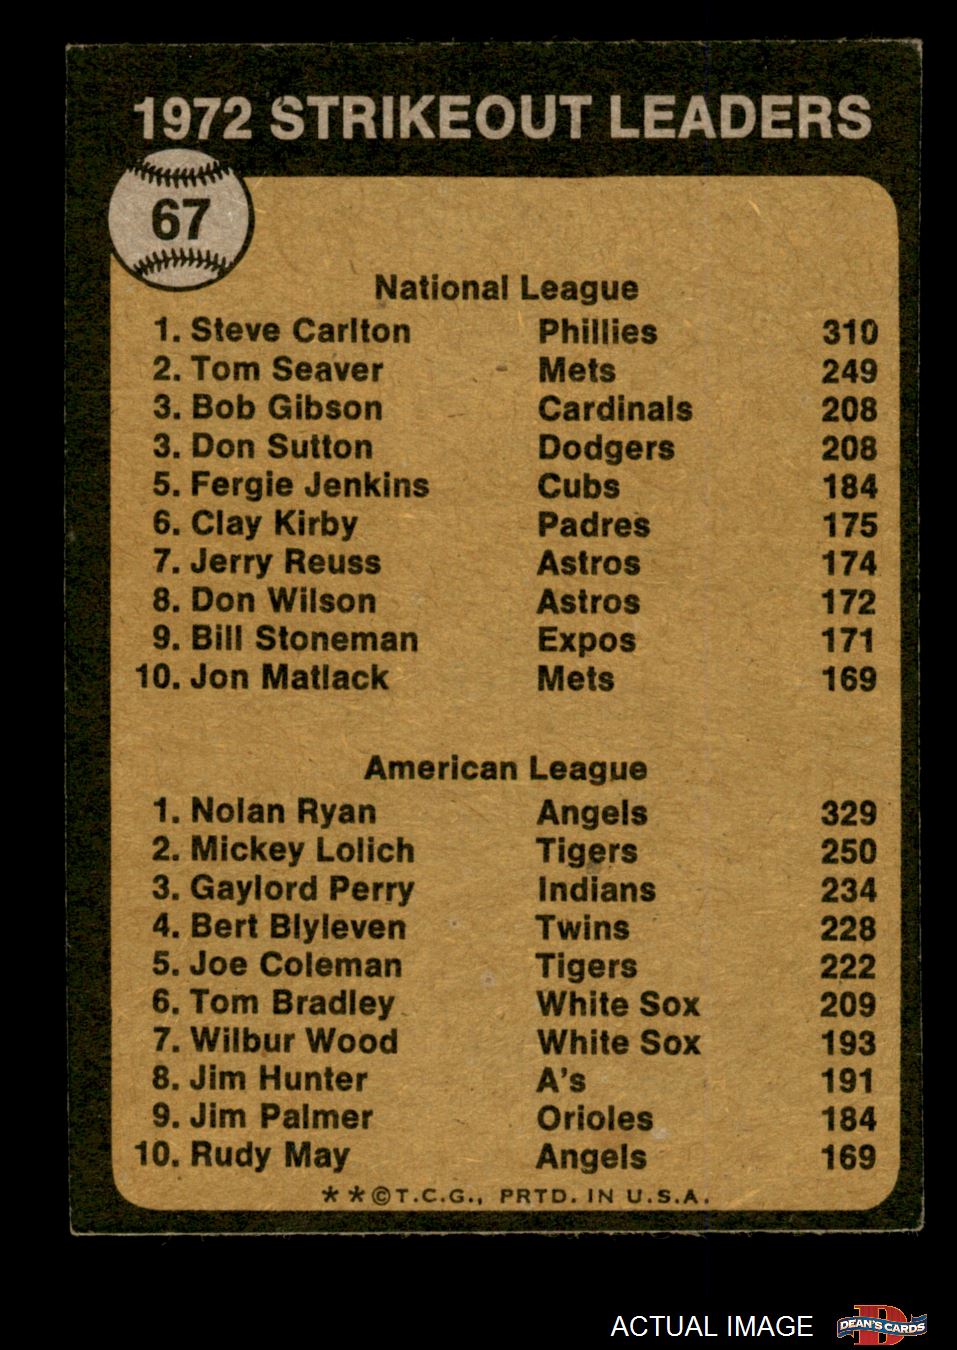 1972 STRIKEOUT LEADERS
67
National League
1. Steve Carlton Phillies 310
2. Tom Seaver Mets 249
3. Bob Gibson Cardinals 208
3. Don Sutton Dodgers 208
5. Fergie Jenkins Cubs 184
6. Clay Kirby Padres 175
7. Jerry Reuss Astros 174
8. Don Wilson Astros 172
9. Bill Stoneman Expos 171
10. Jon Matlack Mets 169
American League
1. Nolan Ryan Angels 329
2. Mickey Lolich Tigers 250
3. Gaylord Perry Indians 234
4. Bert Blyleven Twins 228
5. Joe Coleman Tigers 222
6. Tom Bradley White Sox 209
7. Wilbur Wood White Sox 193
8. Jim Hunter A's 191
9. Jim Palmer Orioles 184
10. Rudy May Angels 169
**©T.C.G., PRTD. IN U.S.A.
ACTUAL IMAGE D DEAN'S CARDS